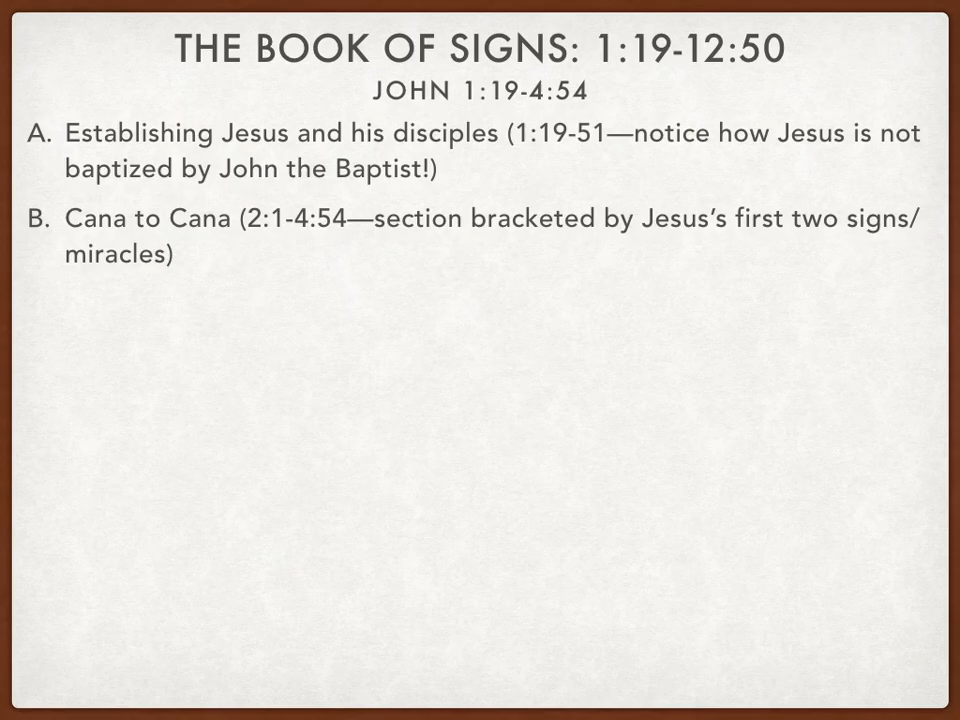 THE BOOK OF SIGNS: 1:19-12:50
JOHN 1:19-4:54
A. Establishing Jesus and his disciples (1:19-51—notice how Jesus is not
baptized by John the Baptist!)
B. Cana to Cana (2:1-4:54—section bracketed by Jesus’s first two signs/
miracles)